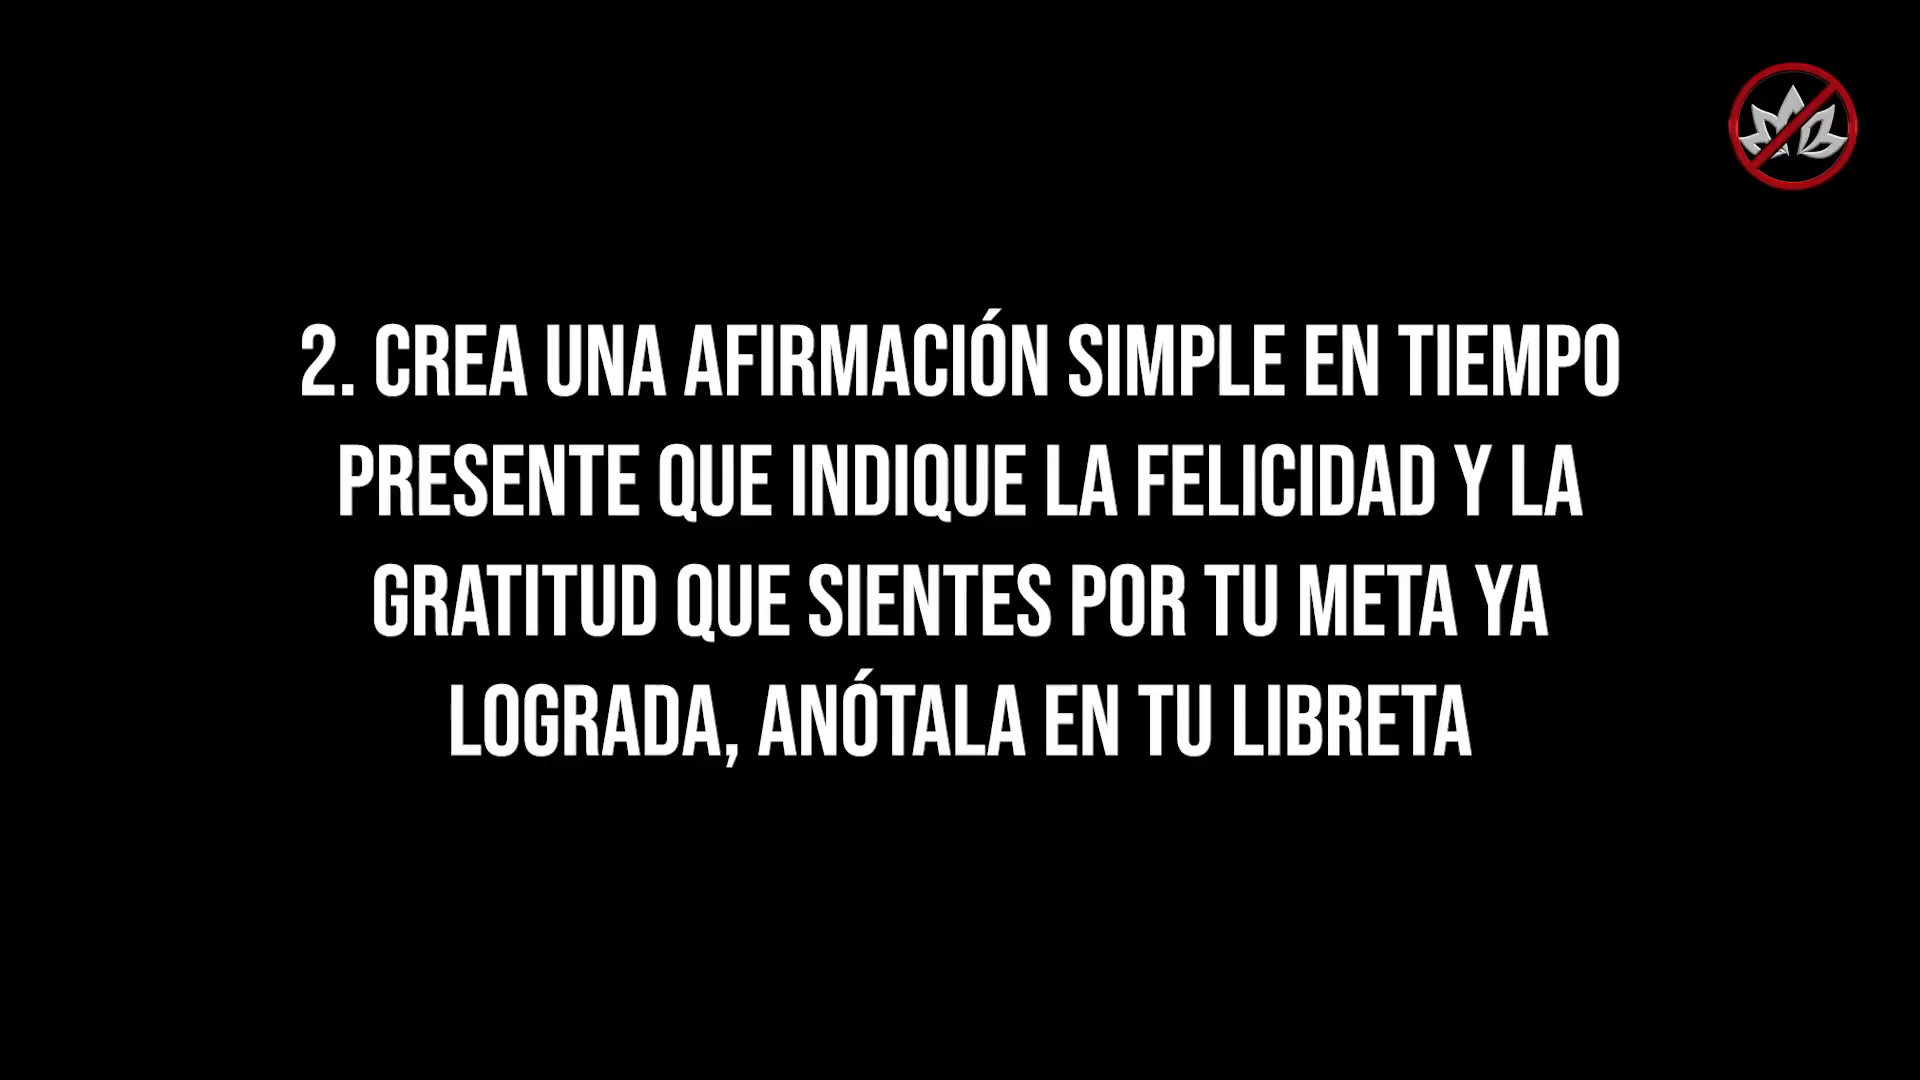 2. CREA UNA AFIRMACIÓN SIMPLE EN TIEMPO
PRESENTE QUE INDIQUE LA FELICIDAD Y LA
GRATITUD QUE SIENTES POR TU META YA
LOGRADA, ANÓTALA EN TU LIBRETA